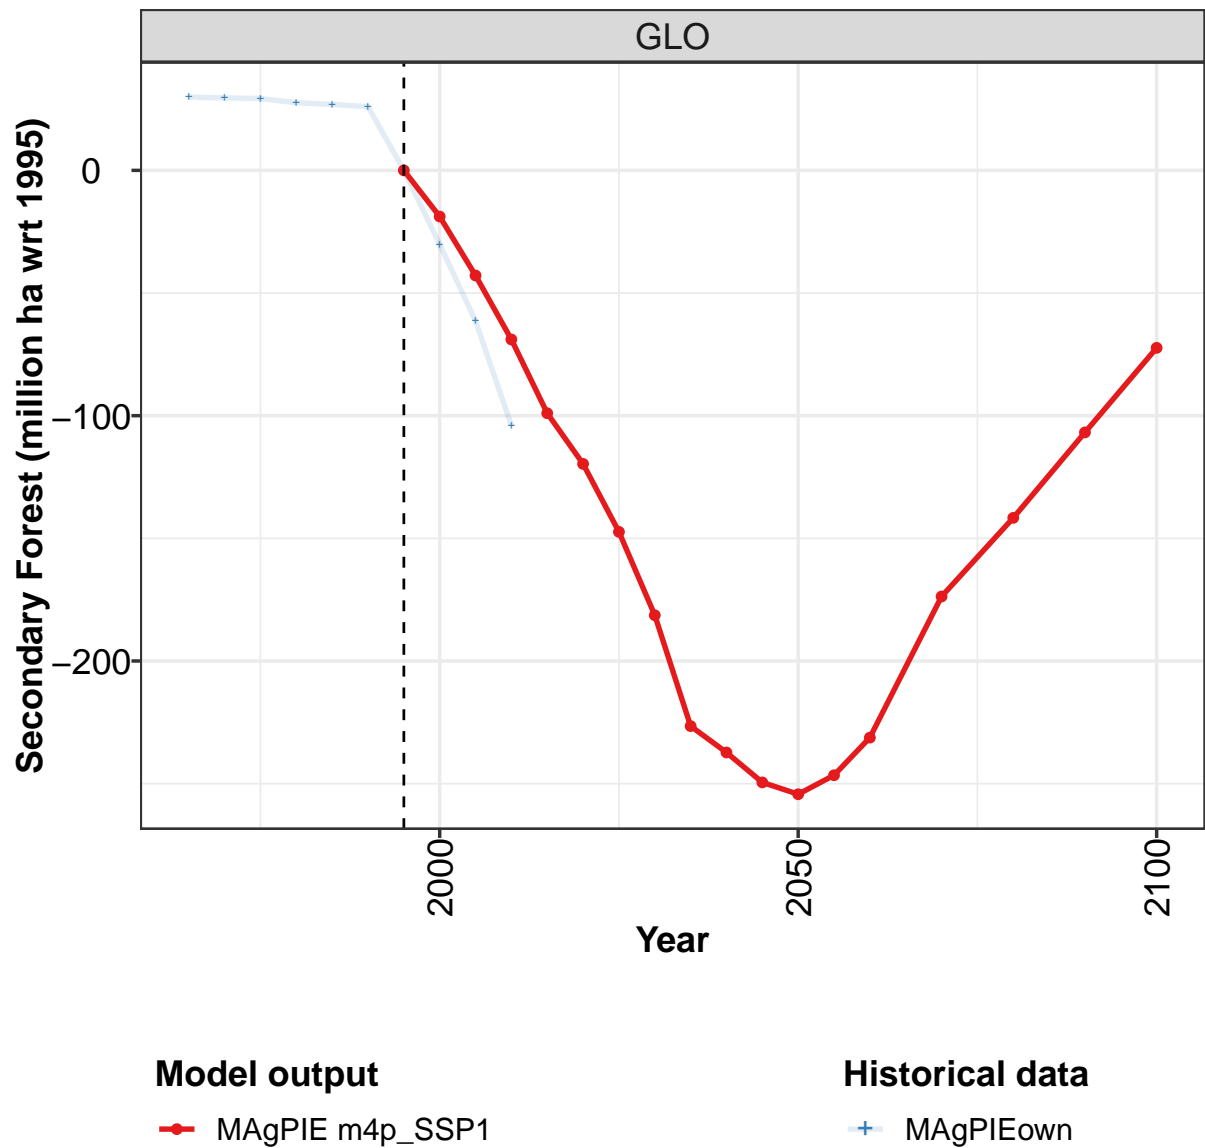 GLO
Secondary Forest (million ha wrt 1995)
0
−100
−200
2000
2050
2100
Year
Model output
MAgPIE m4p_SSP1
Historical data
MAgPIEown